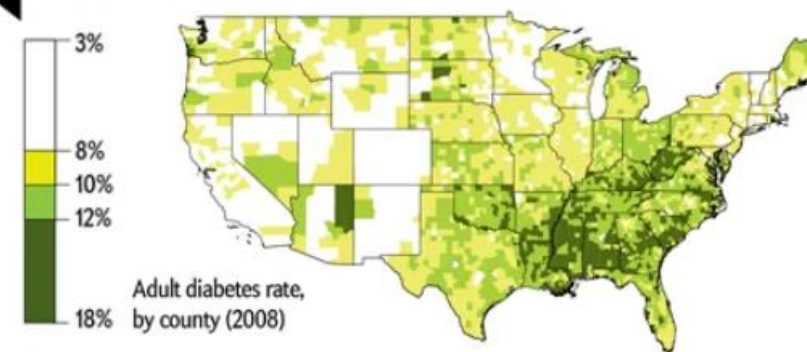 3%
8%
10%
12%
18%
Adult diabetes rate,
by county (2008)